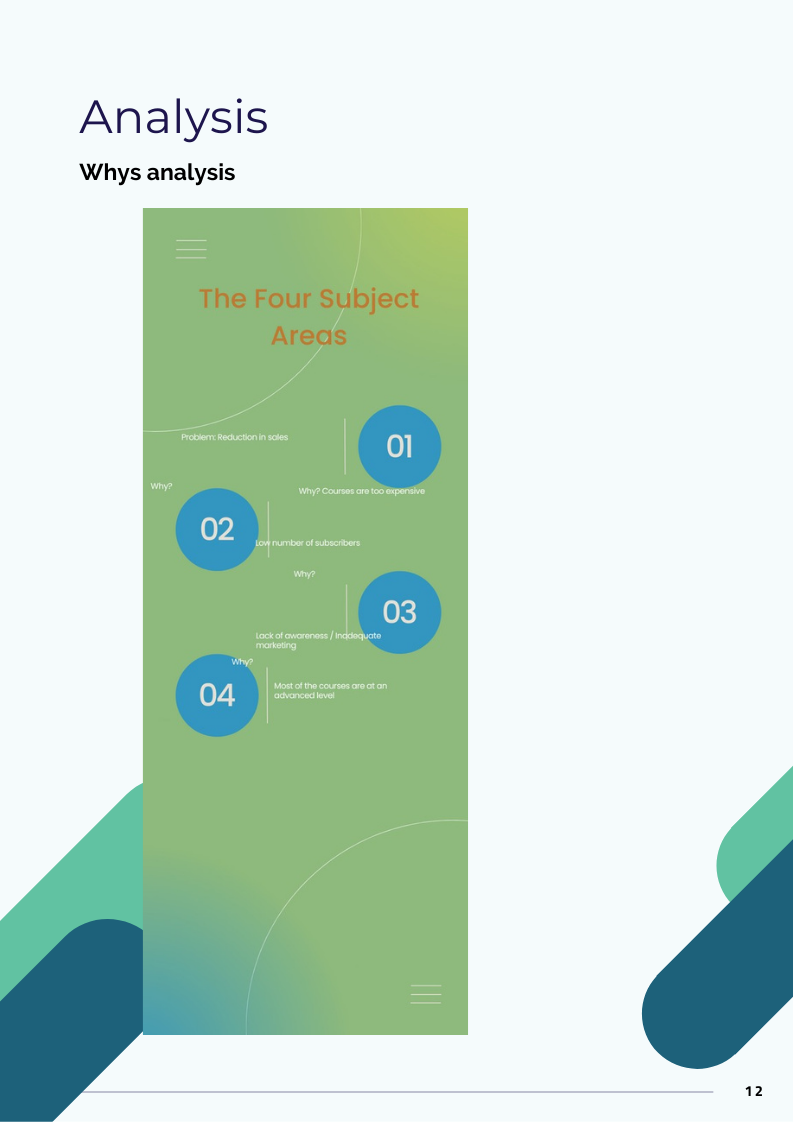 Analysis
Whys analysis
The Four Subject
Areas
Problem: Reduction in sales
01
Why?
Why? Courses are too expensive
02
Low number of subscribers
Why?
03
Lack of awareness / Inadequate
marketing
Why?
04
Most of the courses are at an
advanced level
12